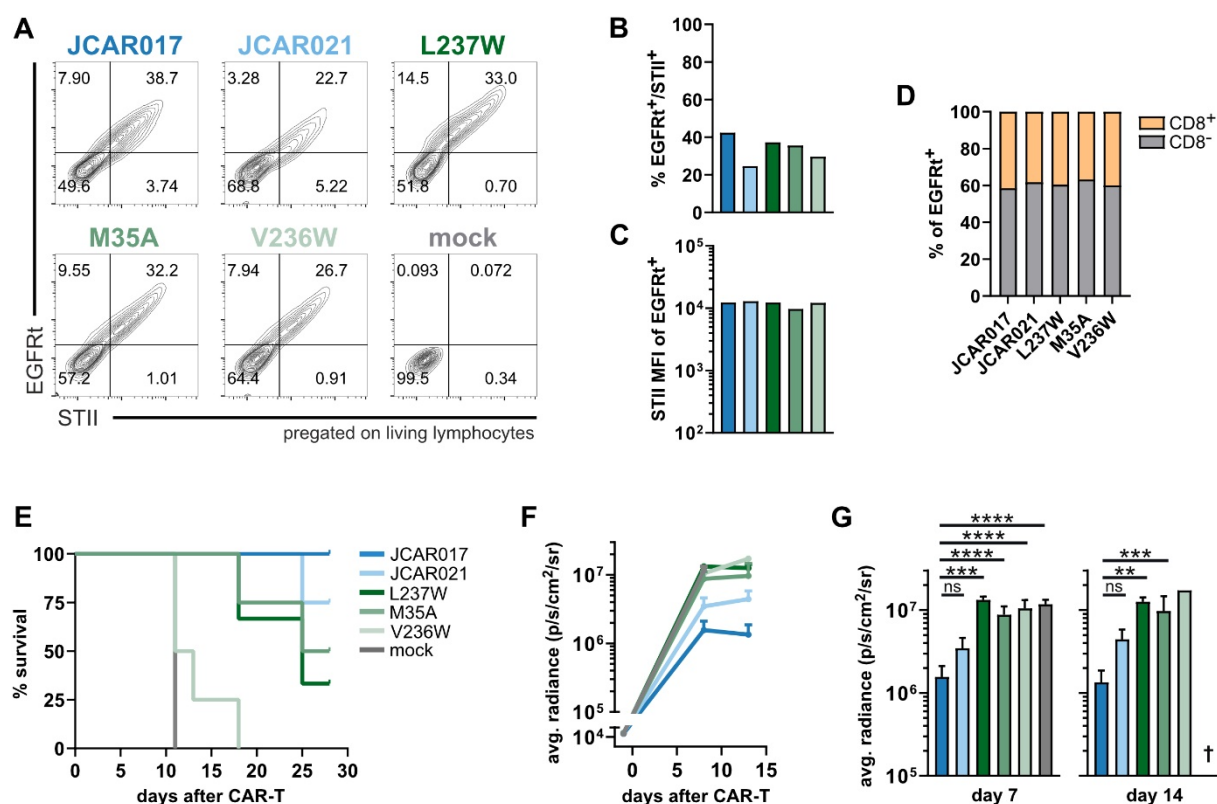 A
JCAR017 JCAR021 L237W
7.90 38.7 3.28 22.7 14.5 33.0
49.6 3.74 68.8 5.22 51.8 0.70
M35A V236W mock
9.55 32.2 7.94 26.7 0.093 0.072
57.2 1.01 64.4 0.91 99.5 0.34
EGFRt
STII
pregated on living lymphocytes
B
% EGFRt+/STII+
100
80
60
40
20
0
C
STII MFI of EGFRt+
10⁵
10⁴
10³
10²
D
% of EGFRt+
100
80
60
40
20
0
JCAR017
JCAR021
L237W
M35A
V236W
CD8+
CD8-
E
% survival
100
75
50
25
0
0 5 10 15 20 25 30
days after CAR-T
JCAR017
JCAR021
L237W
M35A
V236W
mock
F
avg. radiance (p/s/cm²/sr)
10⁷
10⁶
10⁵
10⁴
0 5 10 15
days after CAR-T
G
avg. radiance (p/s/cm2/sr)
10⁷
10⁶
10⁵
****
****
****
***
ns
day 7
***
**
ns
†
day 14